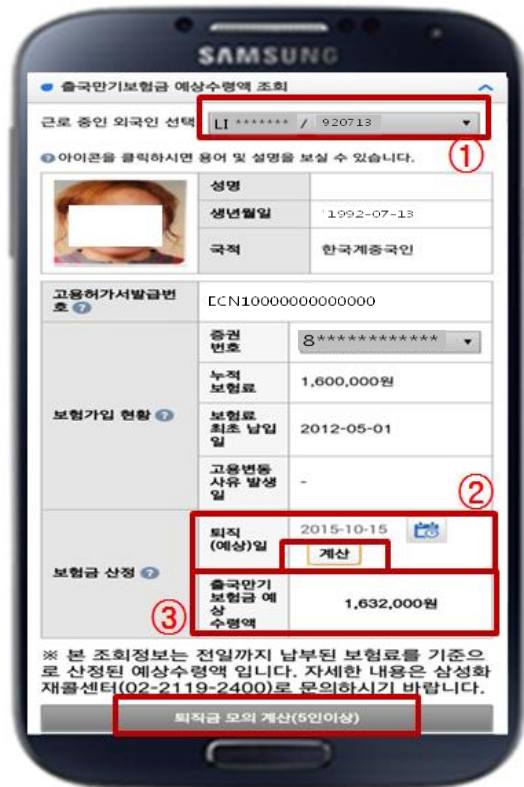 SAMSUNG
출국만기보험금 예상수령액 조회
근로 중인 외국인 선택 LI ******* / 920713
①
아이콘을 클릭하시면 용어 및 설명을 보실 수 있습니다.
성명
생년월일 1992-07-13
국적 한국계중국인
고용허가서발급번
호 ? ECN10000000000000
증권
번호 8************
누적
보험료 1,600,000원
보험가입 현황 ?
보험료
최초 납입
일 2012-05-01
고용변동
사유 발생
일 -
②
퇴직
(예상)일 2015-10-15
계산
보험금 산정 ?
③
출국만기
보험금 예
상
수령액 1,632,000원
※ 본 조회정보는 전일까지 납부된 보험료를 기준으
로 산정된 예상수령액 입니다. 자세한 내용은 삼성화
재콜센터(02-2119-2400)로 문의하시기 바랍니다.
퇴직금 모의 계산(5인이상)